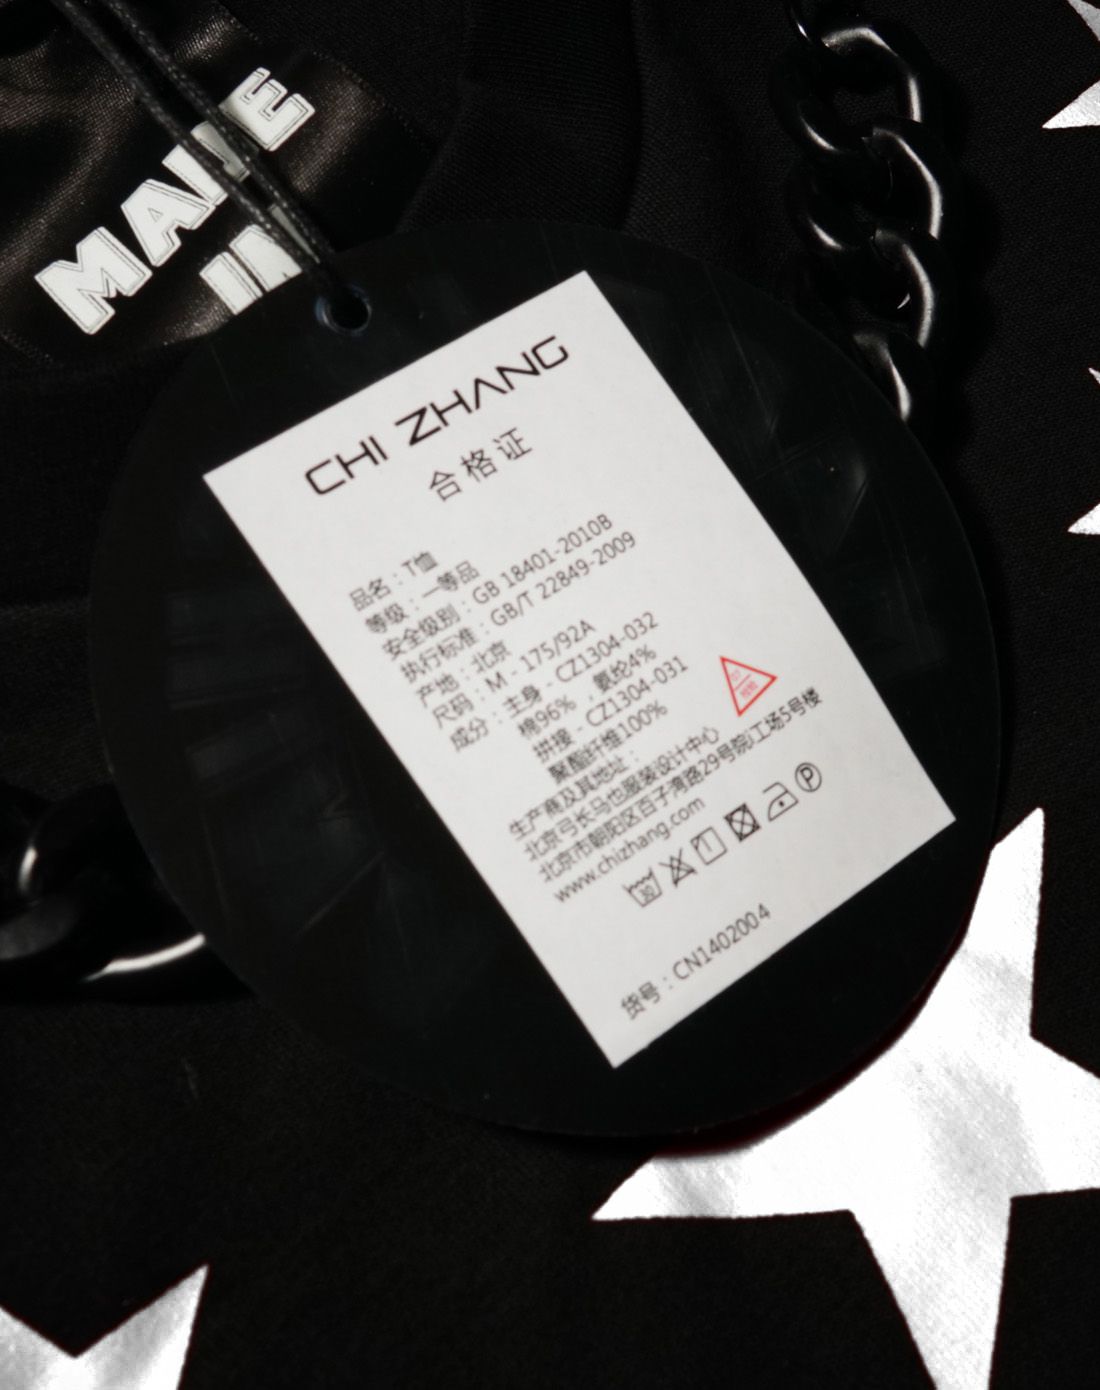 MADE
IN
CHI ZHANG
合格证
品名：T恤
等级：一等品
安全级别：GB 18401-2010B
执行标准：GB/T 22849-2009
产地：北京
尺码：M - 175/92A
成分：主身 - CZ1304-032
棉96% ，氨纶4%
拼接 - CZ1304-031
聚酯纤维100%
生产商及其地址：
北京弓长马也服装设计中心
北京市朝阳区百子湾路29号院i工场5号楼
www.chizhang.com
30
P
货号：CN1402004